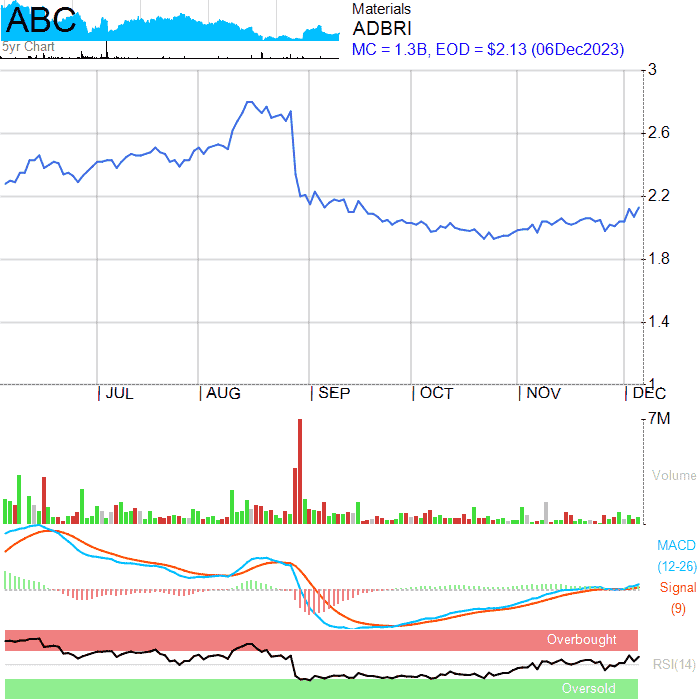 ABC
5yr Chart
Materials
ADBRI
MC = 1.3B, EOD = $2.13 (06Dec2023)
3
2.6
2.2
1.8
1.4
1
JUL
AUG
SEP
OCT
NOV
DEC
7M
Volume
MACD
(12-26)
Signal
(9)
Overbought
RSI(14)
Oversold